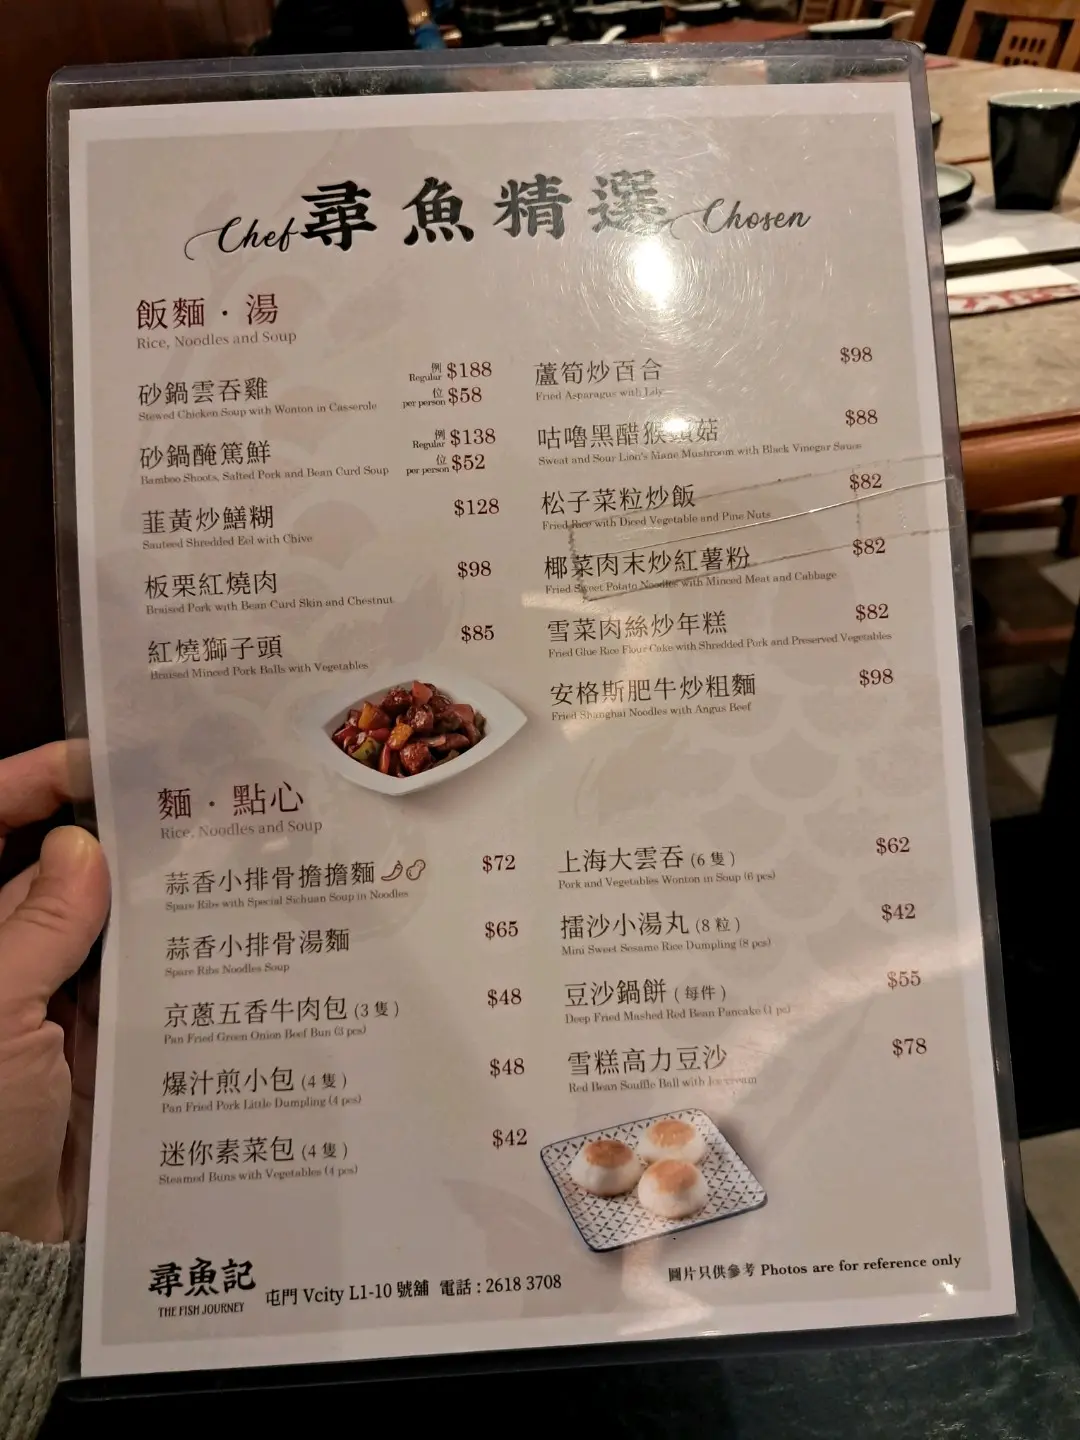 Chef 尋魚精選 Chosen
飯麵·湯
Rice, Noodles and Soup
砂鍋雲吞雞 例 Regular $188
Stewed Chicken Soup with Wonton in Casserole 位 per person $58
砂鍋醃篤鮮 例 Regular $138
Bamboo Shoots, Salted Pork and Bean Curd Soup 位 per person $52
韮黃炒鱔糊 $128
Sauteed Shredded Eel with Chive
板栗紅燒肉 $98
Braised Pork with Bean Curd Skin and Chestnut
紅燒獅子頭 $85
Braised Minced Pork Balls with Vegetables
蘆筍炒百合 $98
Fried Asparagus with Lily
咕嚕黑醋猴頭菇 $88
Sweat and Sour Lion's Mane Mushroom with Black Vinegar Sauce
松子菜粒炒飯 $82
Fried Rice with Diced Vegetable and Pine Nuts
椰菜肉末炒紅薯粉 $82
Fried Sweet Potato Noodles with Minced Meat and Cabbage
雪菜肉絲炒年糕 $82
Fried Glue Rice Flour Cake with Shredded Pork and Preserved Vegetables
安格斯肥牛炒粗麵 $98
Fried Shanghai Noodles with Angus Beef
麵·點心
Rice, Noodles and Soup
蒜香小排骨擔擔麵 $72
Spare Ribs with Special Sichuan Soup in Noodles
蒜香小排骨湯麵 $65
Spare Ribs Noodles Soup
京蔥五香牛肉包 (3 隻) $48
Pan Fried Green Onion Beef Bun (3 pcs)
爆汁煎小包 (4 隻) $48
Pan Fried Pork Little Dumpling (4 pcs)
迷你素菜包 (4 隻) $42
Steamed Buns with Vegetables (4 pcs)
上海大雲吞 (6 隻) $62
Pork and Vegetables Wonton in Soup (6 pcs)
擂沙小湯丸 (8 粒) $42
Mini Sweet Sesame Rice Dumpling (8 pcs)
豆沙鍋餅 (每件) $55
Deep Fried Mashed Red Bean Pancake (1 pc)
雪糕高力豆沙 $78
Red Bean Souffle Ball with Ice cream
尋魚記
THE FISH JOURNEY
屯門 Vcity L1-10 號舖 電話 : 2618 3708
圖片只供參考 Photos are for reference only